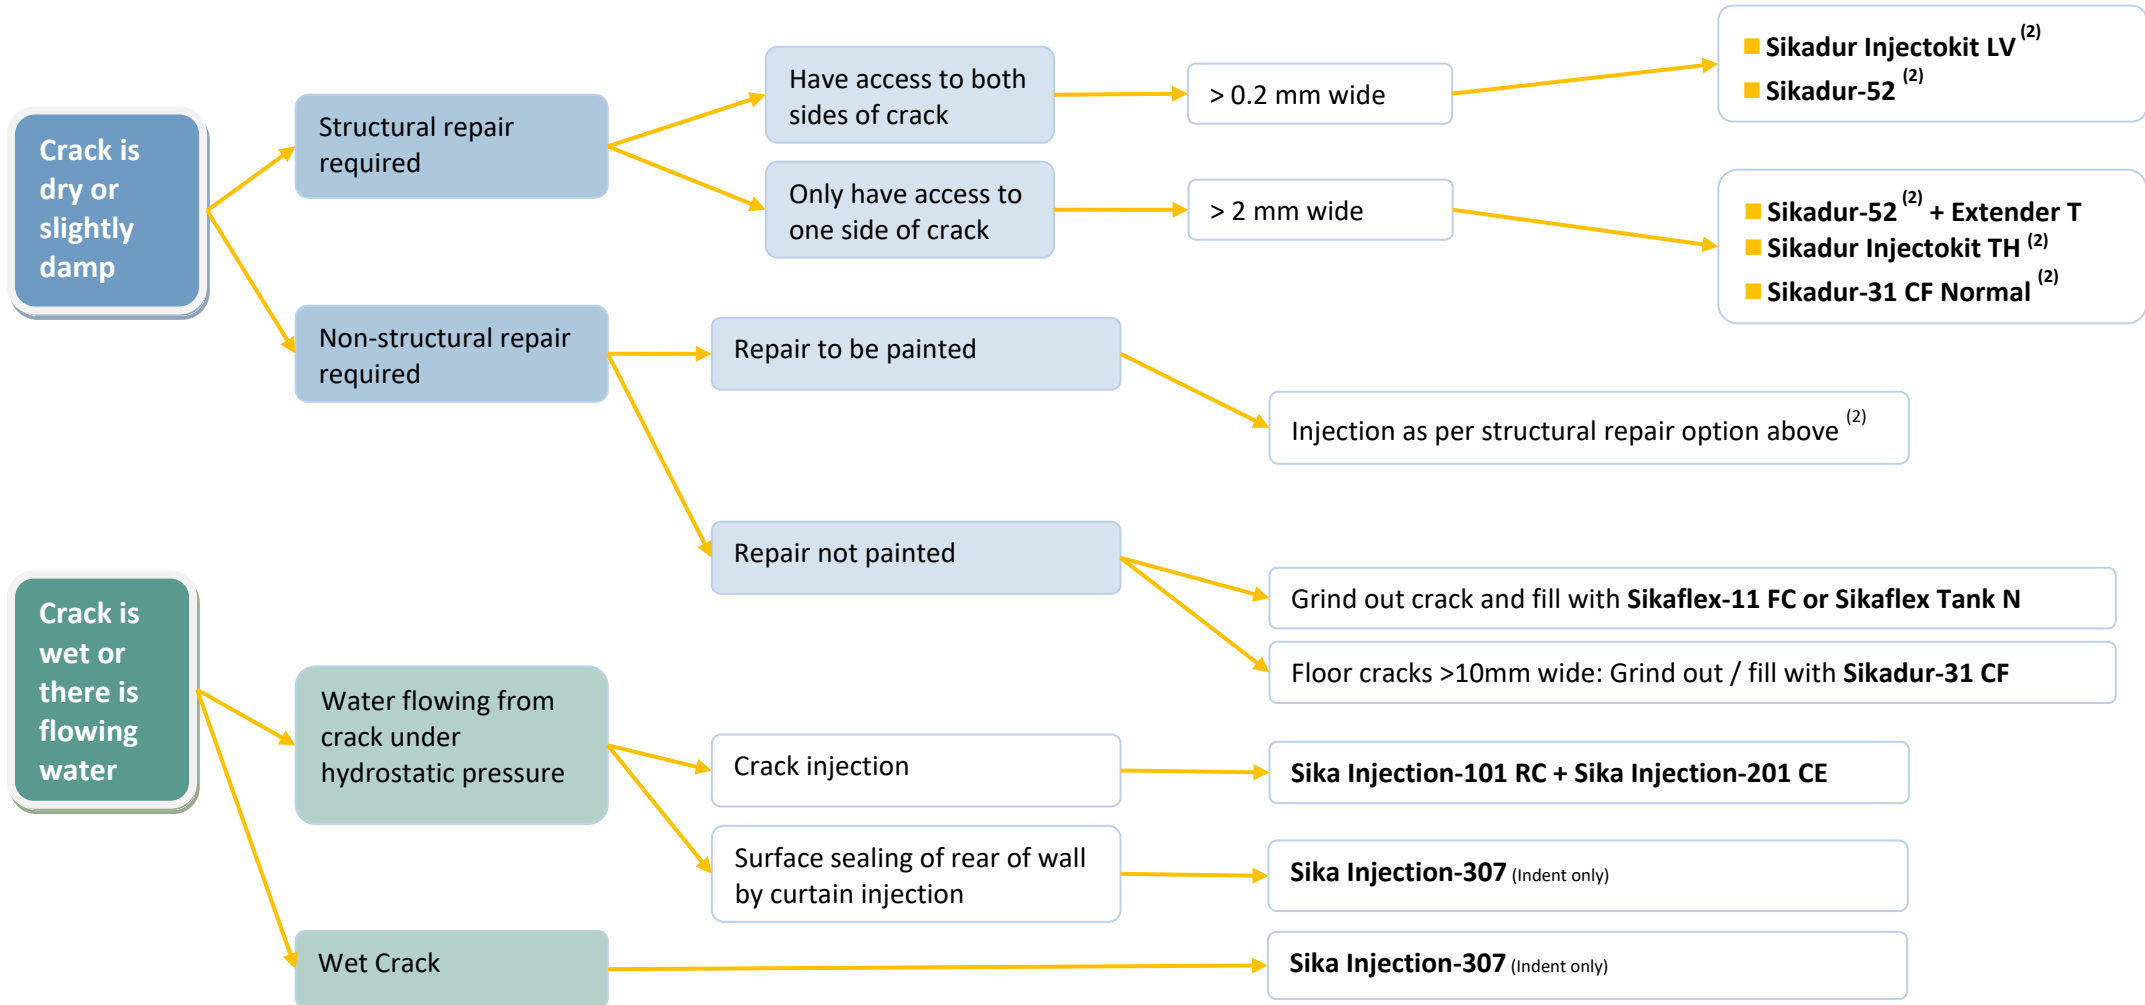 Crack is
dry or
slightly
damp
Structural repair
required
Have access to both
sides of crack
> 0.2 mm wide
Sikadur Injectokit LV (2)
Sikadur-52 (2)
Only have access to
one side of crack
> 2 mm wide
Sikadur-52 (2) + Extender T
Sikadur Injectokit TH (2)
Sikadur-31 CF Normal (2)
Non-structural repair
required
Repair to be painted
Injection as per structural repair option above (2)
Repair not painted
Grind out crack and fill with Sikaflex-11 FC or Sikaflex Tank N
Floor cracks >10mm wide: Grind out / fill with Sikadur-31 CF
Crack is
wet or
there is
flowing
water
Water flowing from
crack under
hydrostatic pressure
Crack injection
Sika Injection-101 RC + Sika Injection-201 CE
Surface sealing of rear of wall
by curtain injection
Sika Injection-307 (Indent only)
Wet Crack
Sika Injection-307 (Indent only)